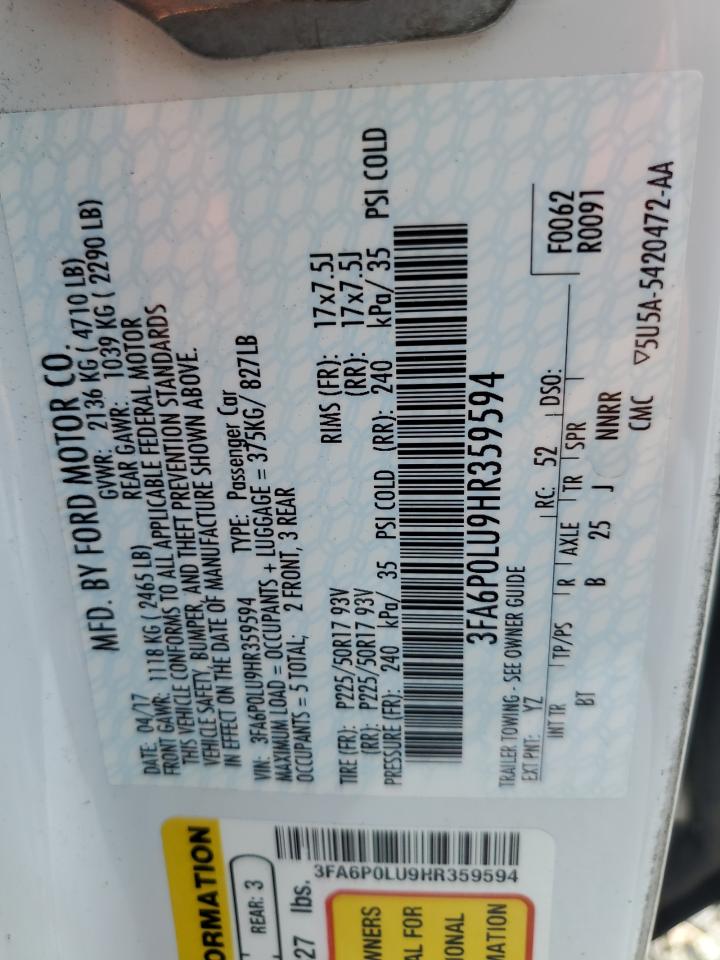 MFD. BY FORD MOTOR CO.
DATE: 04/17 GVWR: 2136 KG ( 4710 LB)
FRONT GAWR: 1118 KG ( 2465 LB) REAR GAWR: 1039 KG ( 2290 LB)
THIS VEHICLE CONFORMS TO ALL APPLICABLE FEDERAL MOTOR
VEHICLE SAFETY, BUMPER, AND THEFT PREVENTION STANDARDS
IN EFFECT ON THE DATE OF MANUFACTURE SHOWN ABOVE.
VIN: 3FA6P0LU9HR359594 TYPE: Passenger Car
MAXIMUM LOAD = OCCUPANTS + LUGGAGE = 375KG/ 827LB
OCCUPANTS = 5 TOTAL; 2 FRONT, 3 REAR
TIRE (FR): P225/50R17 93V RIMS (FR): 17x7.5J
(RR): P225/50R17 93V (RR): 17x7.5J
PRESSURE (FR): 240 kPa/ 35 PSI COLD (RR): 240 kPa/ 35 PSI COLD
3FA6P0LU9HR359594
TRAILER TOWING - SEE OWNER GUIDE
EXT PNT: YZ RC: 52 DSO: F0062
INT TR TP/PS R AXLE TR SPR R0091
BT B 25 J NNRR
CMC ▽5U5A-5420472-AA
ORMATION
REAR: 3
27 lbs.
3FA6P0LU9HR359594
OWNERS
AL FOR
IONAL
MATION